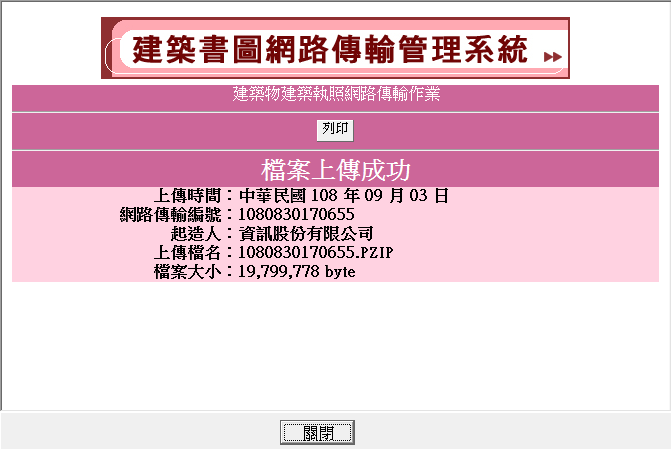 建築書圖網路傳輸管理系統
建築物建築執照網路傳輸作業
列印
檔案上傳成功
上傳時間：中華民國 108 年 09 月 03 日
網路傳輸編號：1080830170655
起造人：資訊股份有限公司
上傳檔名：1080830170655.PZIP
檔案大小：19,799,778 byte
關閉